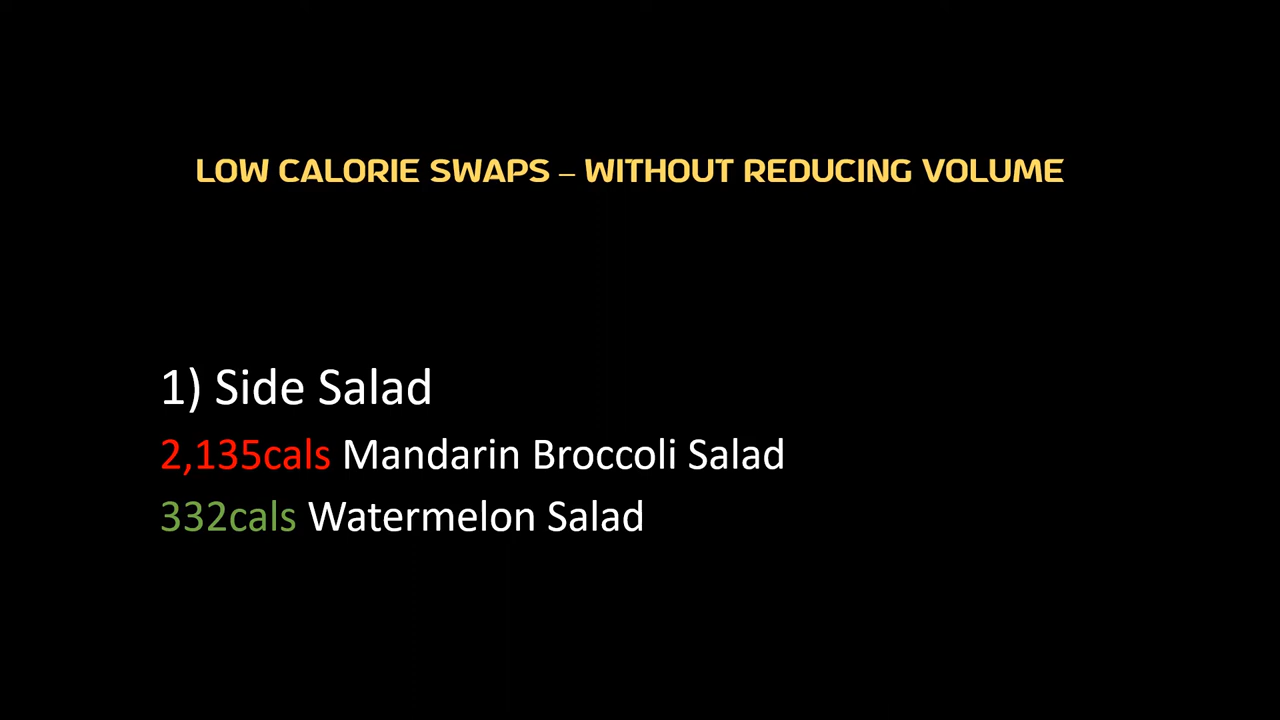 LOW CALORIE SWAPS – WITHOUT REDUCING VOLUME
1) Side Salad
2,135cals Mandarin Broccoli Salad
332cals Watermelon Salad